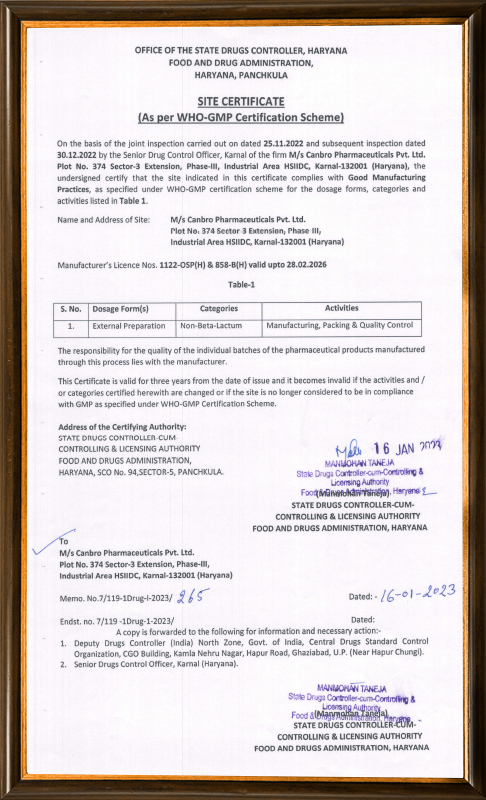 OFFICE OF THE STATE DRUGS CONTROLLER, HARYANA
FOOD AND DRUG ADMINISTRATION,
HARYANA, PANCHKULA
SITE CERTIFICATE
(As per WHO-GMP Certification Scheme)
On the basis of the joint inspection carried out on dated 25.11.2022 and subsequent inspection dated
30.12.2022 by the Senior Drug Control Officer, Karnal of the firm M/s Canbro Pharmaceuticals Pvt. Ltd.
Plot No. 374 Sector-3 Extension, Phase-III, Industrial Area HSIIDC, Karnal-132001 (Haryana), the
undersigned certify that the site indicated in this certificate complies with Good Manufacturing
Practices, as specified under WHO-GMP certification scheme for the dosage forms, categories and
activities listed in Table 1.
Name and Address of Site: M/s Canbro Pharmaceuticals Pvt. Ltd.
Plot No. 374 Sector-3 Extension, Phase-III,
Industrial Area HSIIDC, Karnal-132001 (Haryana)
Manufacturer's Licence Nos. 1122-OSP(H) & 858-B(H) valid upto 28.02.2026
Table-1
S. No. Dosage Form(s) Categories Activities
1. External Preparation Non-Beta-Lactum Manufacturing, Packing & Quality Control
The responsibility for the quality of the individual batches of the pharmaceutical products manufactured
through this process lies with the manufacturer.
This Certificate is valid for three years from the date of issue and it becomes invalid if the activities and /
or categories certified herewith are changed or if the site is no longer considered to be in compliance
with GMP as specified under WHO-GMP Certification Scheme.
Address of the Certifying Authority:
STATE DRUGS CONTROLLER-CUM-
CONTROLLING & LICENSING AUTHORITY
FOOD AND DRUGS ADMINISTRATION,
HARYANA, SCO No. 94,SECTOR-5, PANCHKULA.
16 JAN 2023
MANMOHAN TANEJA
State Drugs Controller-cum-Controlling &
Licensing Authority
Food & Drugs Administration, Haryana
(Manmohan Taneja)
STATE DRUGS CONTROLLER-CUM-
CONTROLLING & LICENSING AUTHORITY
FOOD AND DRUGS ADMINISTRATION, HARYANA
To
M/s Canbro Pharmaceuticals Pvt. Ltd.
Plot No. 374 Sector-3 Extension, Phase-III,
Industrial Area HSIIDC, Karnal-132001 (Haryana)
Memo. No.7/119-1Drug-I-2023/ 265 Dated: - 16-01-2023
Endst. no. 7/119 -1Drug-1-2023/ Dated:
A copy is forwarded to the following for information and necessary action:-
1. Deputy Drugs Controller (India) North Zone, Govt. of India, Central Drugs Standard Control
Organization, CGO Building, Kamla Nehru Nagar, Hapur Road, Ghaziabad, U.P. (Near Hapur Chungi).
2. Senior Drugs Control Officer, Karnal (Haryana).
MANMOHAN TANEJA
State Drugs Controller-cum-Controlling &
Licensing Authority
Food & Drugs Administration, Haryana
(Manmohan Taneja)
STATE DRUGS CONTROLLER-CUM-
CONTROLLING & LICENSING AUTHORITY
FOOD AND DRUGS ADMINISTRATION, HARYANA